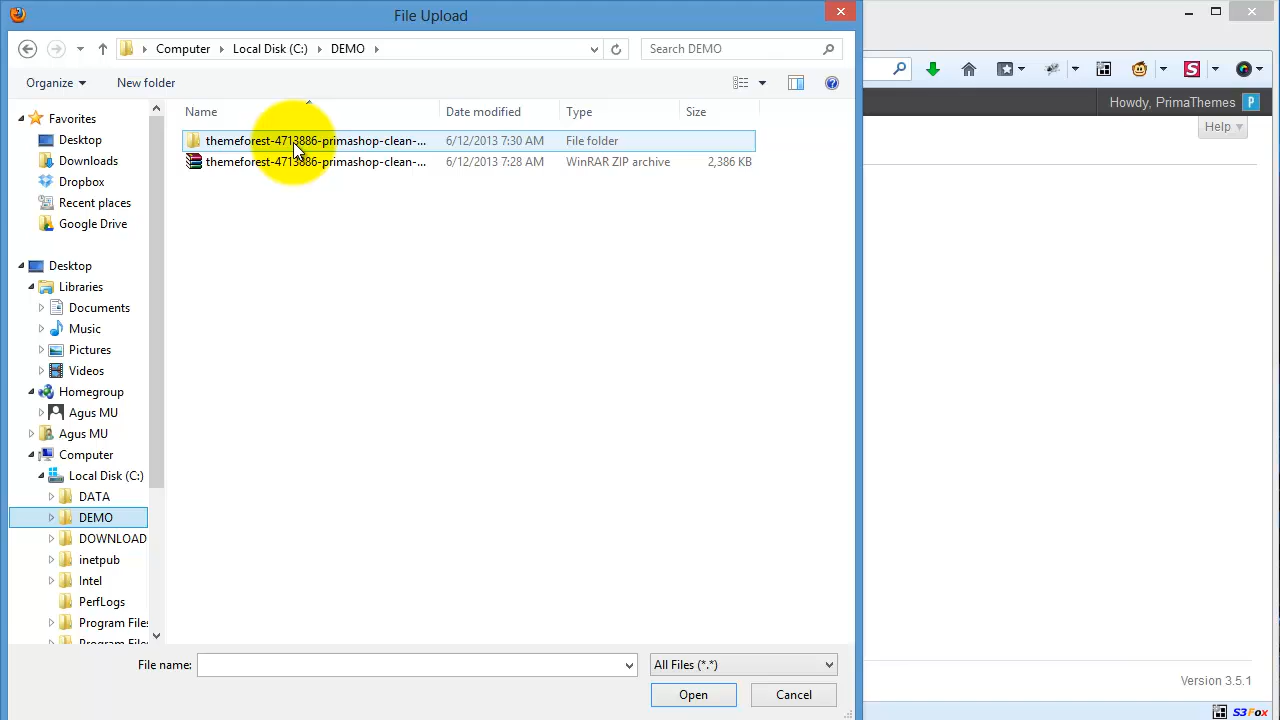 File Upload
Computer Local Disk (C:) DEMO
Search DEMO
Organize New folder
Howdy, PrimaThemes
Help
Name Date modified Type Size
themeforest-4713886-primashop-clean-... 6/12/2013 7:30 AM File folder
themeforest-4713886-primashop-clean-... 6/12/2013 7:28 AM WinRAR ZIP archive 2,386 KB
Favorites
Desktop
Downloads
Dropbox
Recent places
Google Drive
Desktop
Libraries
Documents
Music
Pictures
Videos
Homegroup
Agus MU
Agus MU
Computer
Local Disk (C:)
DATA
DEMO
DOWNLOAD
inetpub
Intel
PerfLogs
Program Files
Program Files
File name: All Files (*.*)
Open Cancel
Version 3.5.1
S3Fox